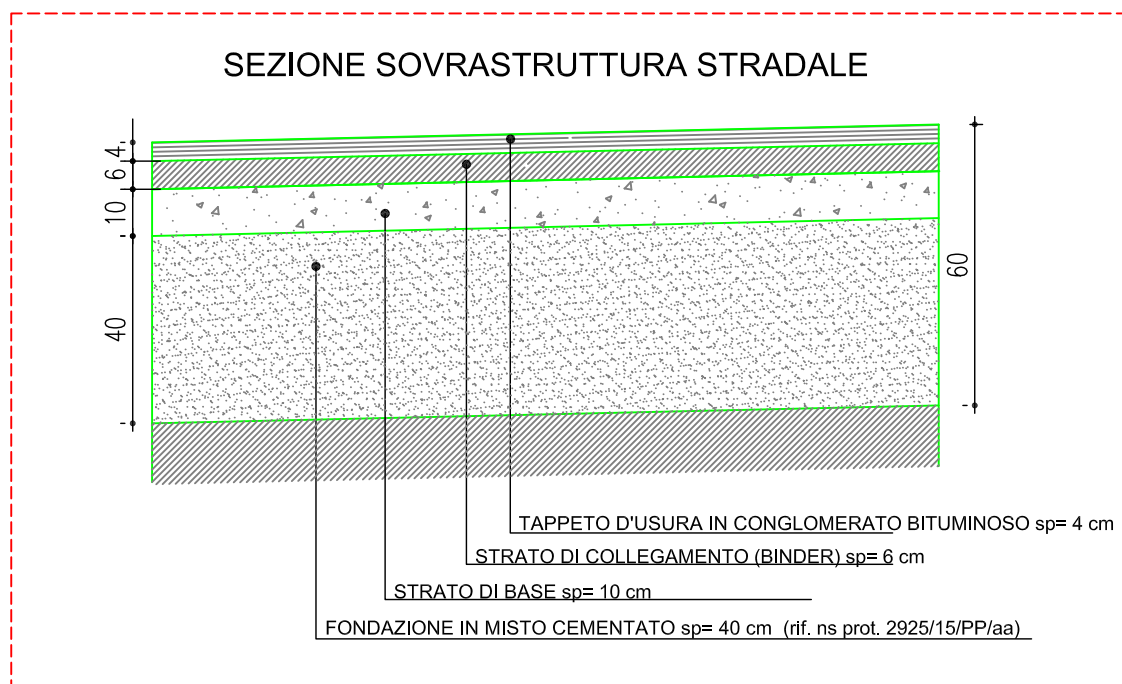 SEZIONE SOVRASTRUTTURA STRADALE
4
6
10
40
60
TAPPETO D'USURA IN CONGLOMERATO BITUMINOSO sp= 4 cm
STRATO DI COLLEGAMENTO (BINDER) sp= 6 cm
STRATO DI BASE sp= 10 cm
FONDAZIONE IN MISTO CEMENTATO sp= 40 cm (rif. ns prot. 2925/15/PP/aa)